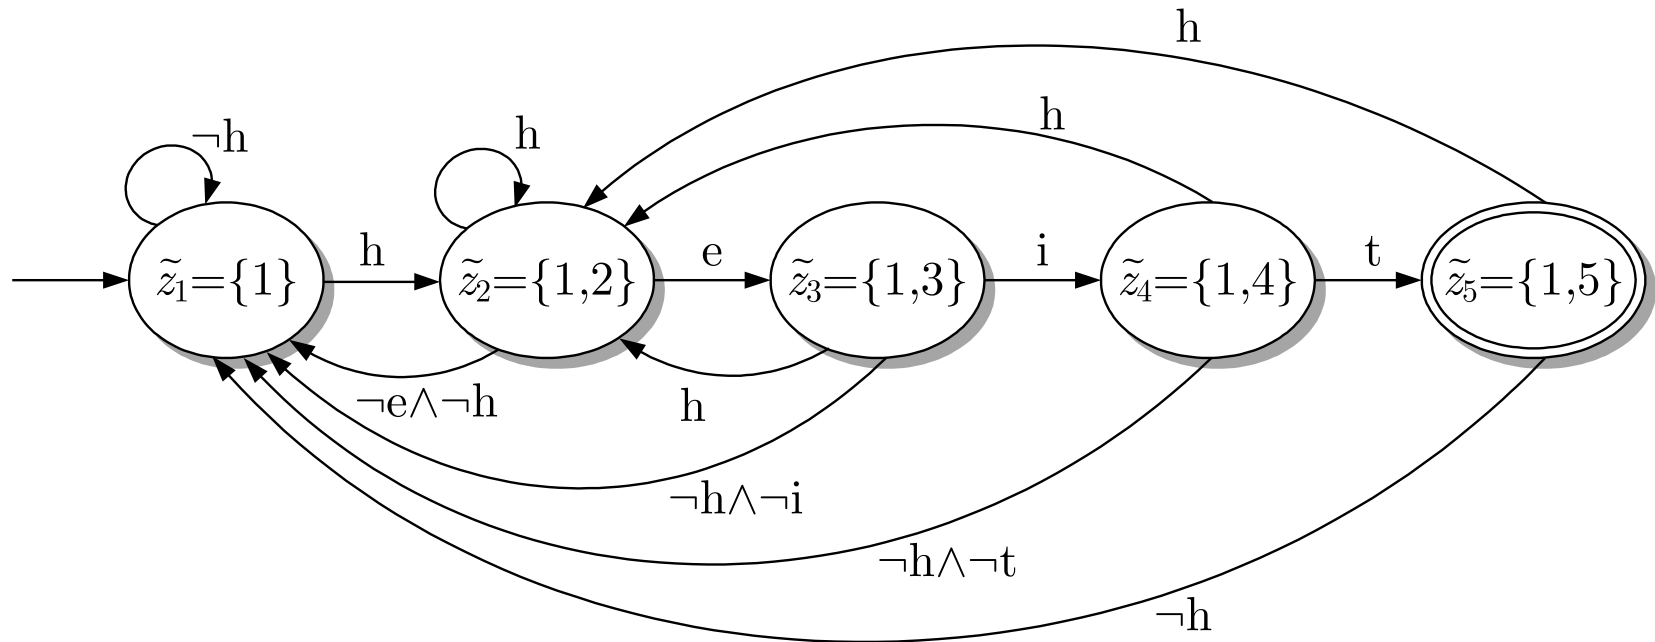 h
h
¬h
h
h
e
i
t
z̃₁={1}
z̃₂={1,2}
z̃₃={1,3}
z̃₄={1,4}
z̃₅={1,5}
¬e∧¬h
h
¬h∧¬i
¬h∧¬t
¬h